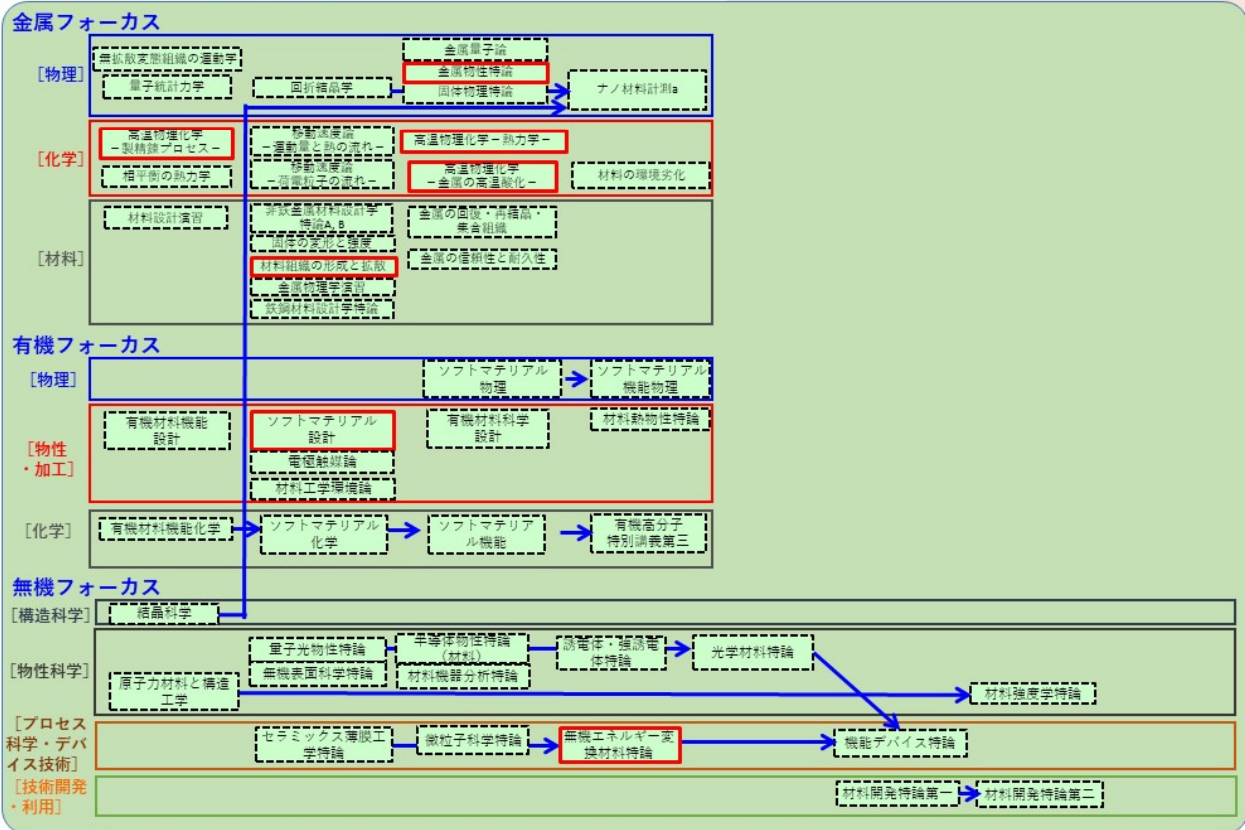 金属フォーカス
[物理]
無拡散変態組織の運動学
量子統計力学
回折結晶学
金属量子論
金属物性特論
固体物理特論
ナノ材料計測a
[化学]
高温物理化学
－製精錬プロセス－
相平衡の熱力学
移動速度論
－運動量と熱の流れ－
移動速度論
－荷電粒子の流れ－
高温物理化学－熱力学－
高温物理化学
－金属の高温酸化－
材料の環境劣化
[材料]
材料設計演習
非鉄金属材料設計学
特論A, B
固体の変形と強度
材料組織の形成と拡散
金属物理学演習
鉄鋼材料設計学特論
金属の回復・再結晶・
集合組織
金属の信頼性と耐久性
有機フォーカス
[物理]
ソフトマテリアル
物理
ソフトマテリアル
機能物理
[物性
・加工]
有機材料機能
設計
ソフトマテリアル
設計
電極触媒論
材料工学環境論
有機材料科学
設計
材料熱物性特論
[化学]
有機材料機能化学
ソフトマテリアル
化学
ソフトマテリア
ル機能
有機高分子
特別講義第三
無機フォーカス
[構造科学]
結晶科学
[物性科学]
原子力材料と構造
工学
量子光物性特論
無機表面科学特論
半導体物性特論
（材料）
材料機器分析特論
誘電体・強誘電
体特論
光学材料特論
材料強度学特論
[プロセス
科学・デバ
イス技術]
セラミックス薄膜工
学特論
微粒子科学特論
無機エネルギー変
換材料特論
機能デバイス特論
[技術開発
・利用]
材料開発特論第一
材料開発特論第二